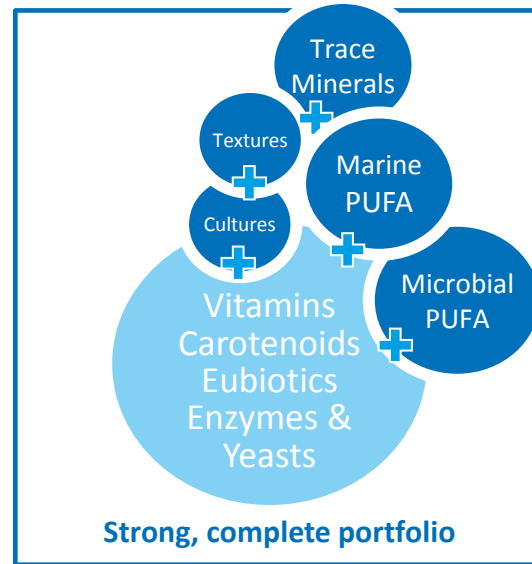 Trace
Minerals
Textures
Marine
PUFA
Cultures
Microbial
PUFA
Vitamins
Carotenoids
Eubiotics
Enzymes &
Yeasts
Strong, complete portfolio